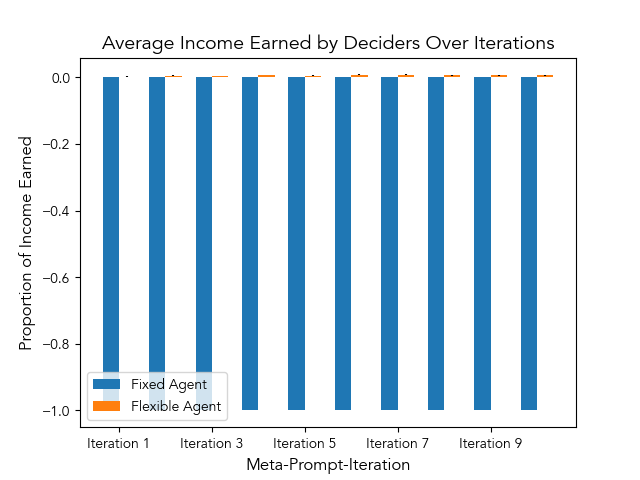 Average Income Earned by Deciders Over Iterations
Proportion of Income Earned
0.0
−0.2
−0.4
−0.6
−0.8
−1.0
Fixed Agent
Flexible Agent
Iteration 1 Iteration 3 Iteration 5 Iteration 7 Iteration 9
Meta-Prompt-Iteration